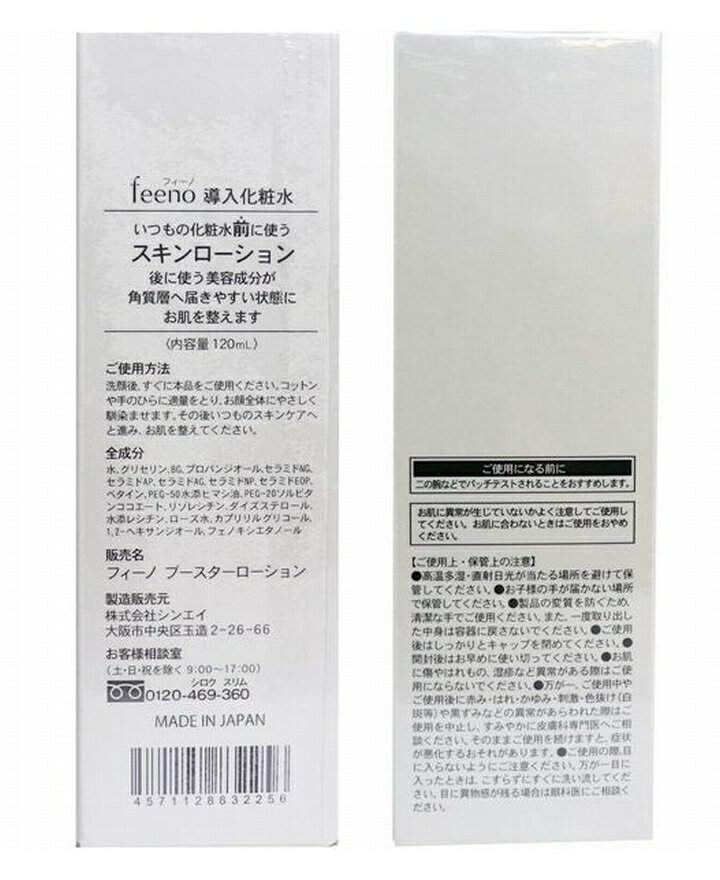 フィーノ
feeno 導入化粧水
いつもの化粧水前に使う
スキンローション
後に使う美容成分が
角質層へ届きやすい状態に
お肌を整えます
〈内容量 120mL〉
ご使用方法
洗顔後、すぐに本品をご使用ください。コットン
や手のひらに適量をとり、お顔全体にやさしく
馴染ませます。その後いつものスキンケアへ
と進み、お肌を整えてください。
全成分
水、グリセリン、BG、プロパンジオール、セラミドNG、
セラミドAP、セラミドAG、セラミドNP、セラミドEOP、
ベタイン、PEG-50水添ヒマシ油、PEG-20ソルビタ
ンココエート、リゾレシチン、ダイズステロール、
水添レシチン、ローズ水、カプリリルグリコール、
1,2-ヘキサンジオール、フェノキシエタノール
販売名
フィーノ ブースターローション
製造販売元
株式会社シンエイ
大阪市中央区玉造2-26-66
お客様相談室
(土・日・祝を除く 9:00〜17:00)
シロク スリム
0120-469-360
MADE IN JAPAN
4571128832256
ご使用になる前に
二の腕などでパッチテストされることをおすすめします。
お肌に異常が生じていないかよく注意してご使用し
てください。お肌に合わないときはご使用をおやめ
ください。
【ご使用上・保管上の注意】
●高温多湿・直射日光が当たる場所を避けて保
管してください。●お子様の手が届かない場所
で保管してください。●製品の変質を防ぐため、
清潔な手でご使用ください。また、一度取り出し
た中身は容器に戻さないでください。●ご使用
後はしっかりとキャップを閉めてください。●
開封後はお早めに使い切ってください。●お肌
に傷やはれもの、湿疹など異常がある際はご使
用にならないでください。●万が一、ご使用中や
ご使用後に赤み・はれ・かゆみ・刺激・色抜け(白
斑等)や黒ずみなどの異常があらわれた際はご
使用を中止し、すみやかに皮膚科専門医へご相
談ください。そのままご使用を続けますと、症状
が悪化するおそれがあります。●ご使用の際、目
に入らないようにご注意ください。万が一目に
入ったときは、こすらずにすぐに洗い流してくだ
さい。目に異物感が残る場合は眼科医にご相談
ください。